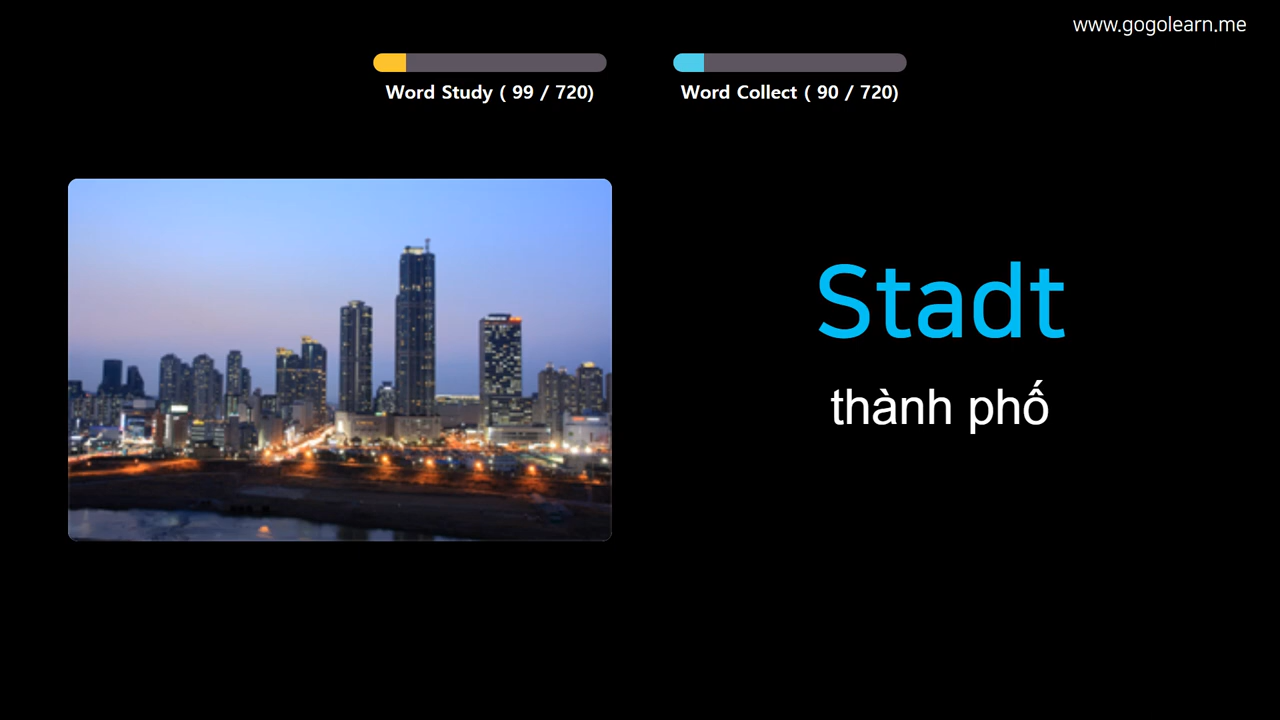 www.gogolearn.me
Word Study ( 99 / 720)
Word Collect ( 90 / 720)
Stadt
thành phố